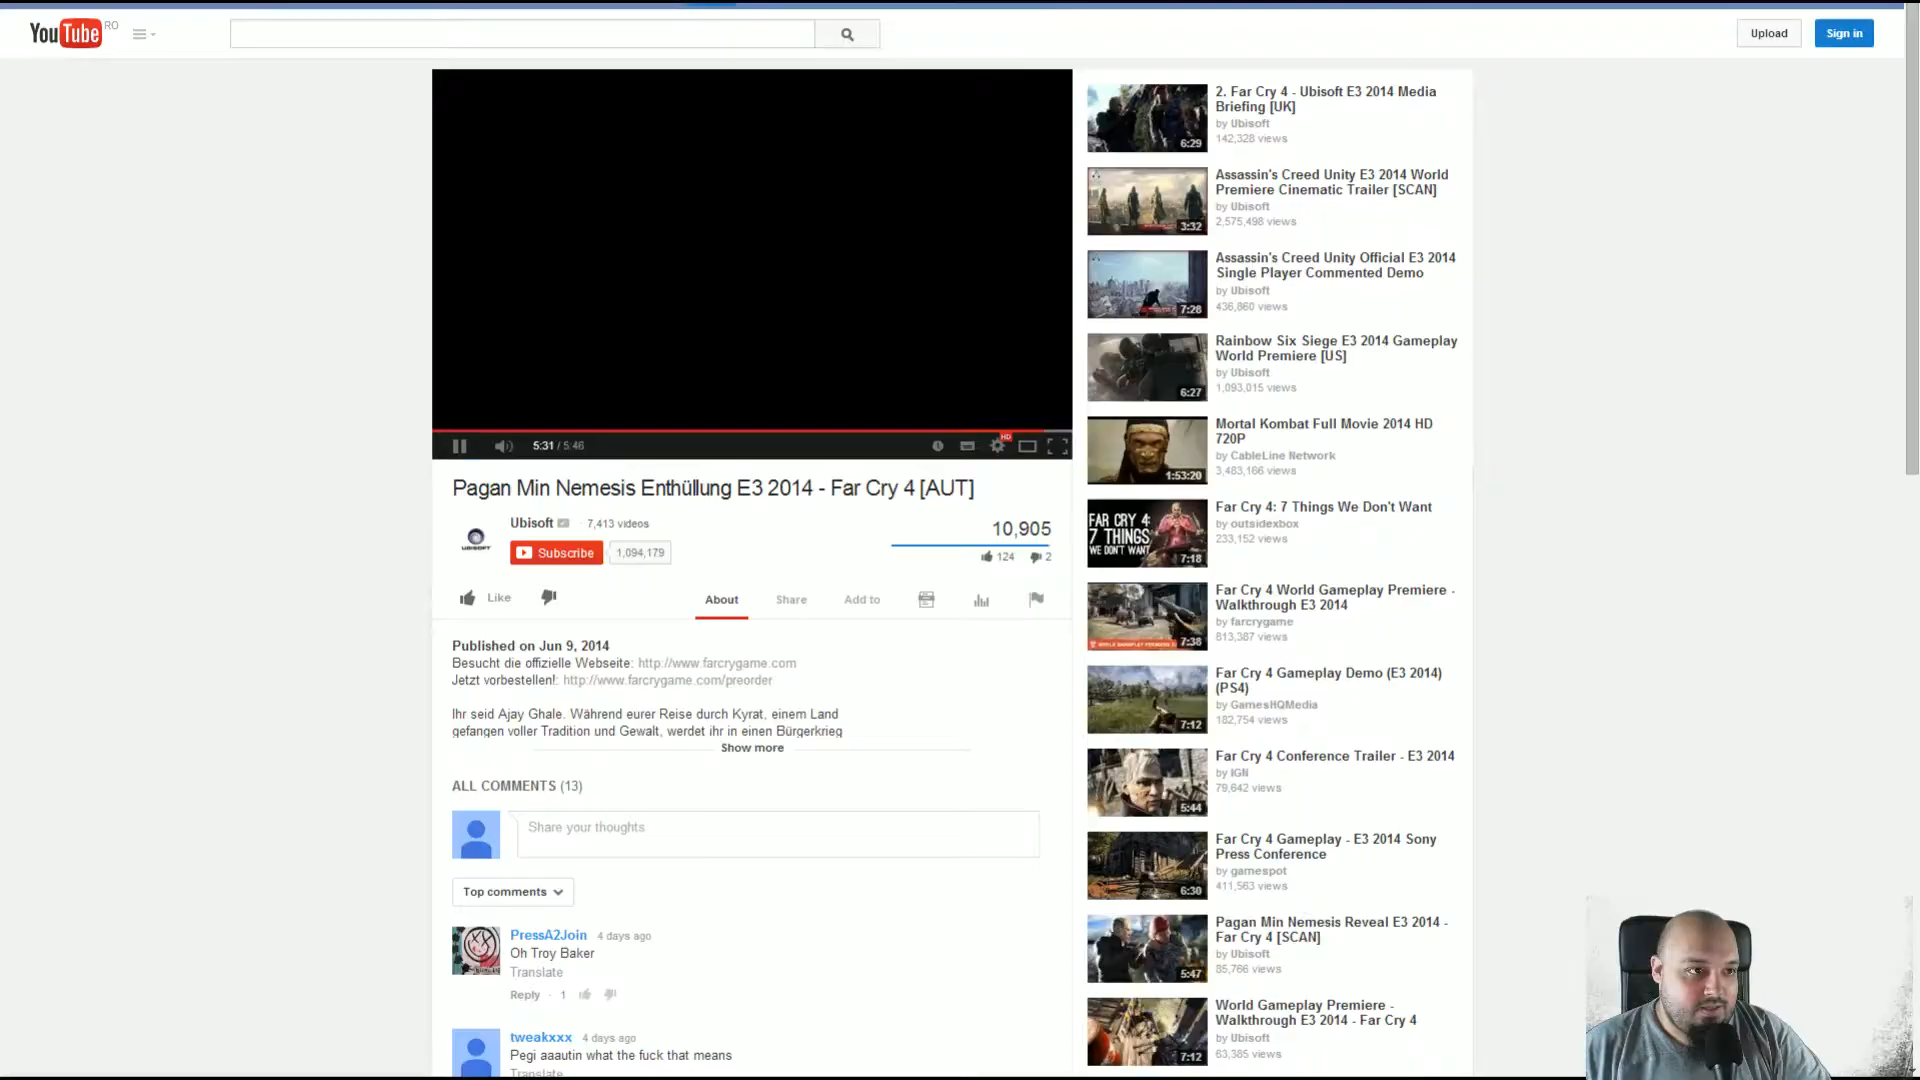 YouTube RO
Upload
Sign in
5:31 / 5:46
HD
Pagan Min Nemesis Enthüllung E3 2014 - Far Cry 4 [AUT]
UBISOFT
Ubisoft · 7,413 videos
Subscribe 1,094,179
10,905
124 2
Like
About
Share
Add to
Published on Jun 9, 2014
Besucht die offizielle Webseite: http://www.farcrygame.com
Jetzt vorbestellen!: http://www.farcrygame.com/preorder
Ihr seid Ajay Ghale. Während eurer Reise durch Kyrat, einem Land
gefangen voller Tradition und Gewalt, werdet ihr in einen Bürgerkrieg
Show more
ALL COMMENTS (13)
Share your thoughts
Top comments
PressA2Join 4 days ago
Oh Troy Baker
Translate
Reply · 1
tweakxxx 4 days ago
Pegi aaautin what the fuck that means
Translate
6:29
2. Far Cry 4 - Ubisoft E3 2014 Media
Briefing [UK]
by Ubisoft
142,328 views
3:32
Assassin's Creed Unity E3 2014 World
Premiere Cinematic Trailer [SCAN]
by Ubisoft
2,575,498 views
7:28
Assassin's Creed Unity Official E3 2014
Single Player Commented Demo
by Ubisoft
436,860 views
6:27
Rainbow Six Siege E3 2014 Gameplay
World Premiere [US]
by Ubisoft
1,093,015 views
1:53:20
Mortal Kombat Full Movie 2014 HD
720P
by CableLine Network
3,483,166 views
FAR CRY 4:
7 THINGS
WE DON'T WANT
7:18
Far Cry 4: 7 Things We Don't Want
by outsidexbox
233,152 views
7:38
Far Cry 4 World Gameplay Premiere -
Walkthrough E3 2014
by farcrygame
813,387 views
7:12
Far Cry 4 Gameplay Demo (E3 2014)
(PS4)
by GamesHQMedia
182,754 views
5:44
Far Cry 4 Conference Trailer - E3 2014
by IGN
79,642 views
6:30
Far Cry 4 Gameplay - E3 2014 Sony
Press Conference
by gamespot
411,563 views
5:47
Pagan Min Nemesis Reveal E3 2014 -
Far Cry 4 [SCAN]
by Ubisoft
85,766 views
7:12
World Gameplay Premiere -
Walkthrough E3 2014 - Far Cry 4
by Ubisoft
63,385 views